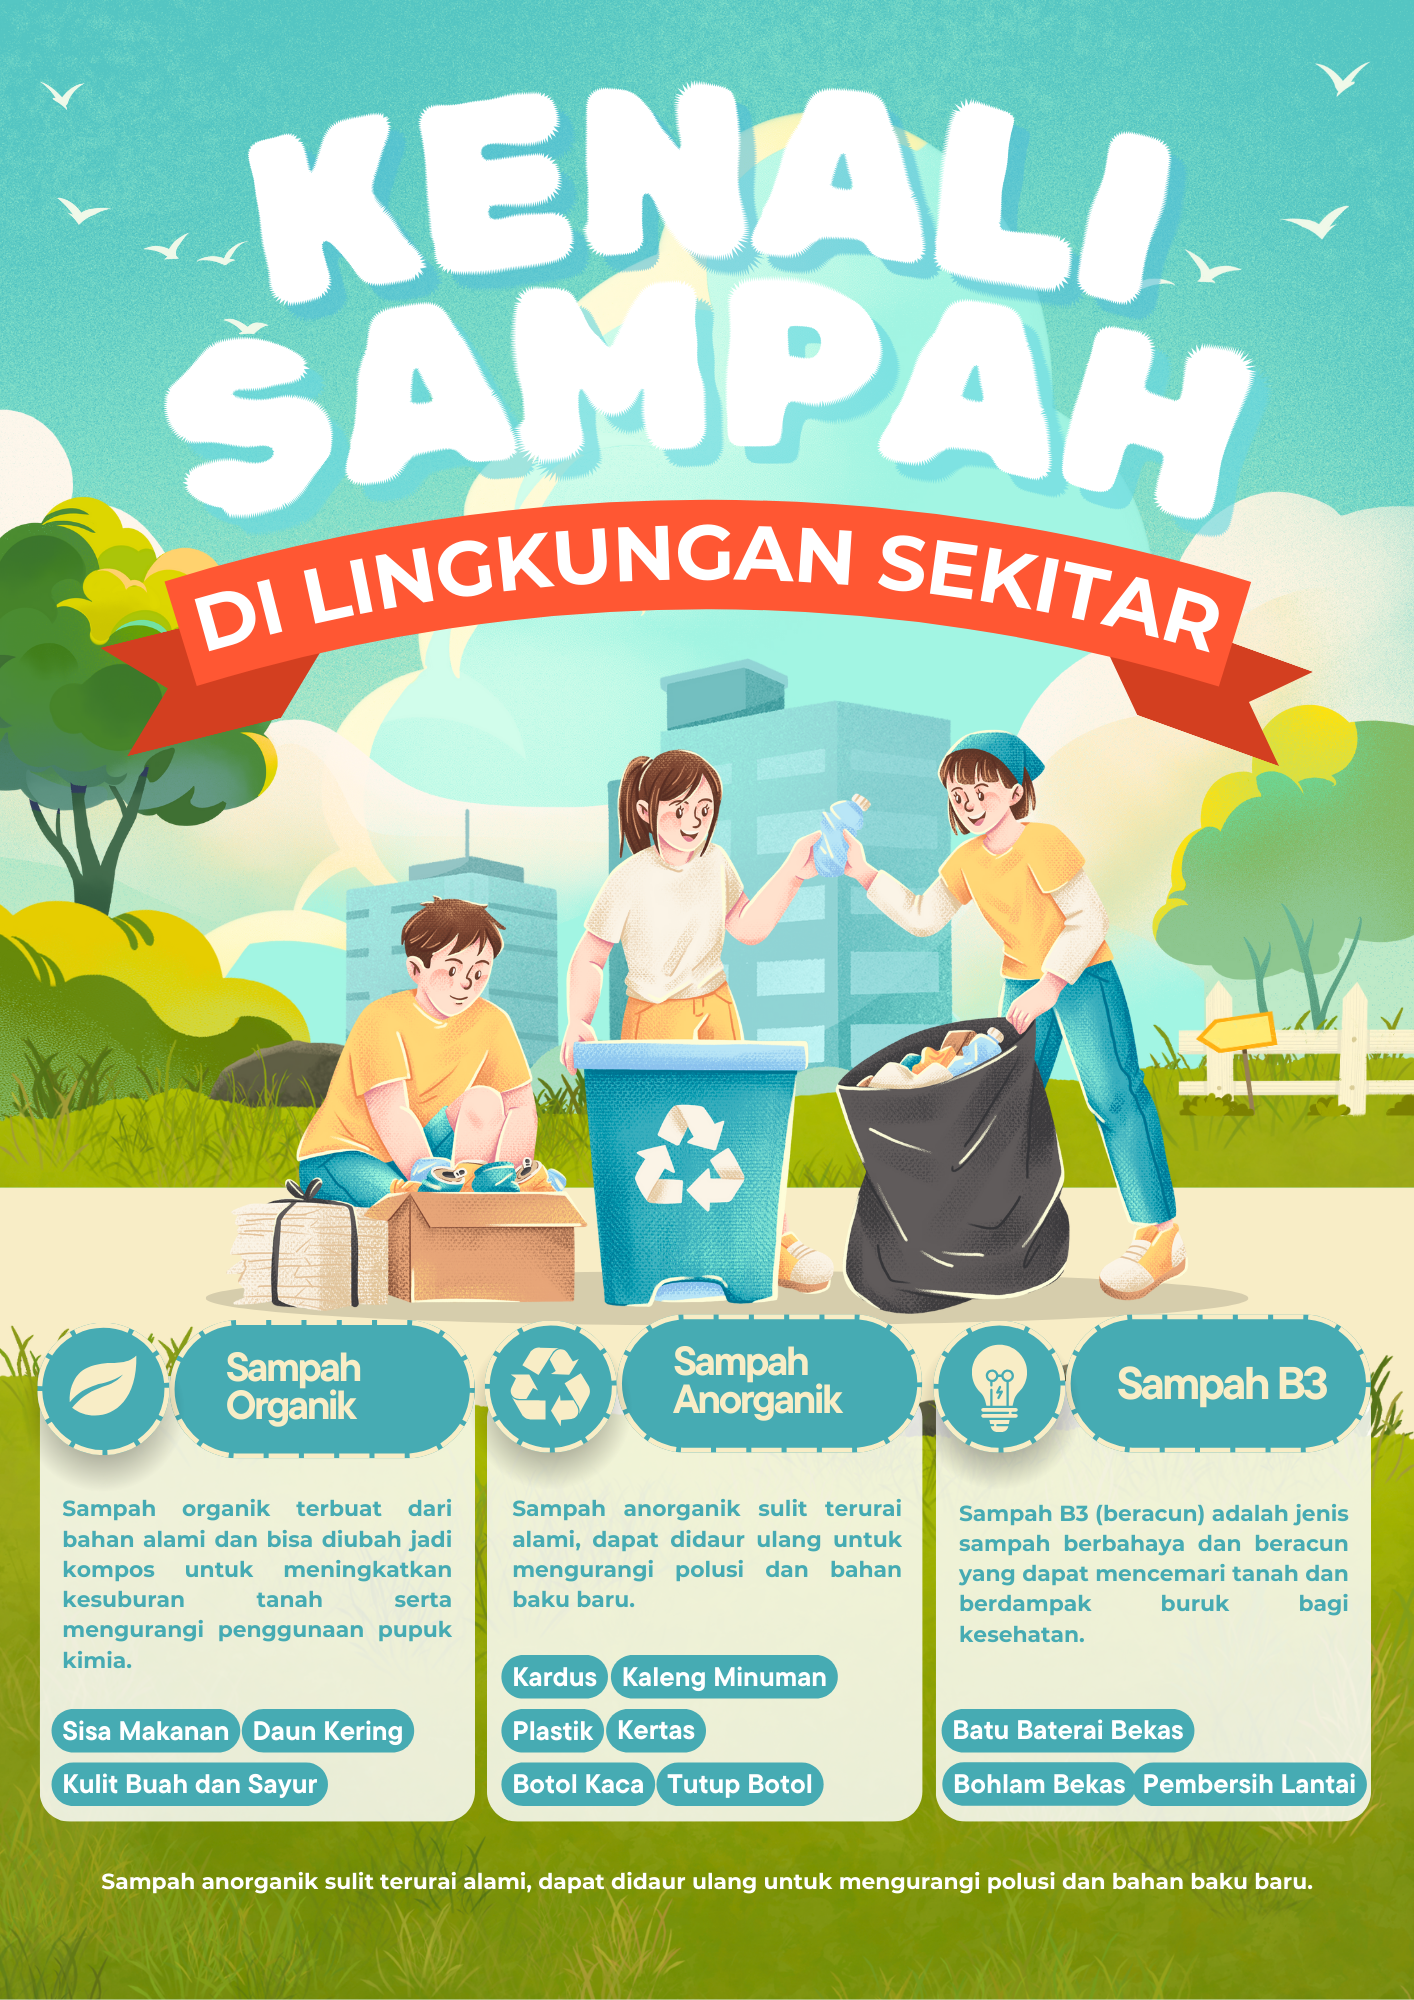 KENALI
SAMPAH
DI LINGKUNGAN SEKITAR
Sampah
Organik
Sampah organik terbuat dari
bahan alami dan bisa diubah jadi
kompos untuk meningkatkan
kesuburan tanah serta
mengurangi penggunaan pupuk
kimia.
Sisa Makanan Daun Kering
Kulit Buah dan Sayur
Sampah
Anorganik
Sampah anorganik sulit terurai
alami, dapat didaur ulang untuk
mengurangi polusi dan bahan
baku baru.
Kardus Kaleng Minuman
Plastik Kertas
Botol Kaca Tutup Botol
Sampah B3
Sampah B3 (beracun) adalah jenis
sampah berbahaya dan beracun
yang dapat mencemari tanah dan
berdampak buruk bagi
kesehatan.
Batu Baterai Bekas
Bohlam Bekas Pembersih Lantai
Sampah anorganik sulit terurai alami, dapat didaur ulang untuk mengurangi polusi dan bahan baku baru.